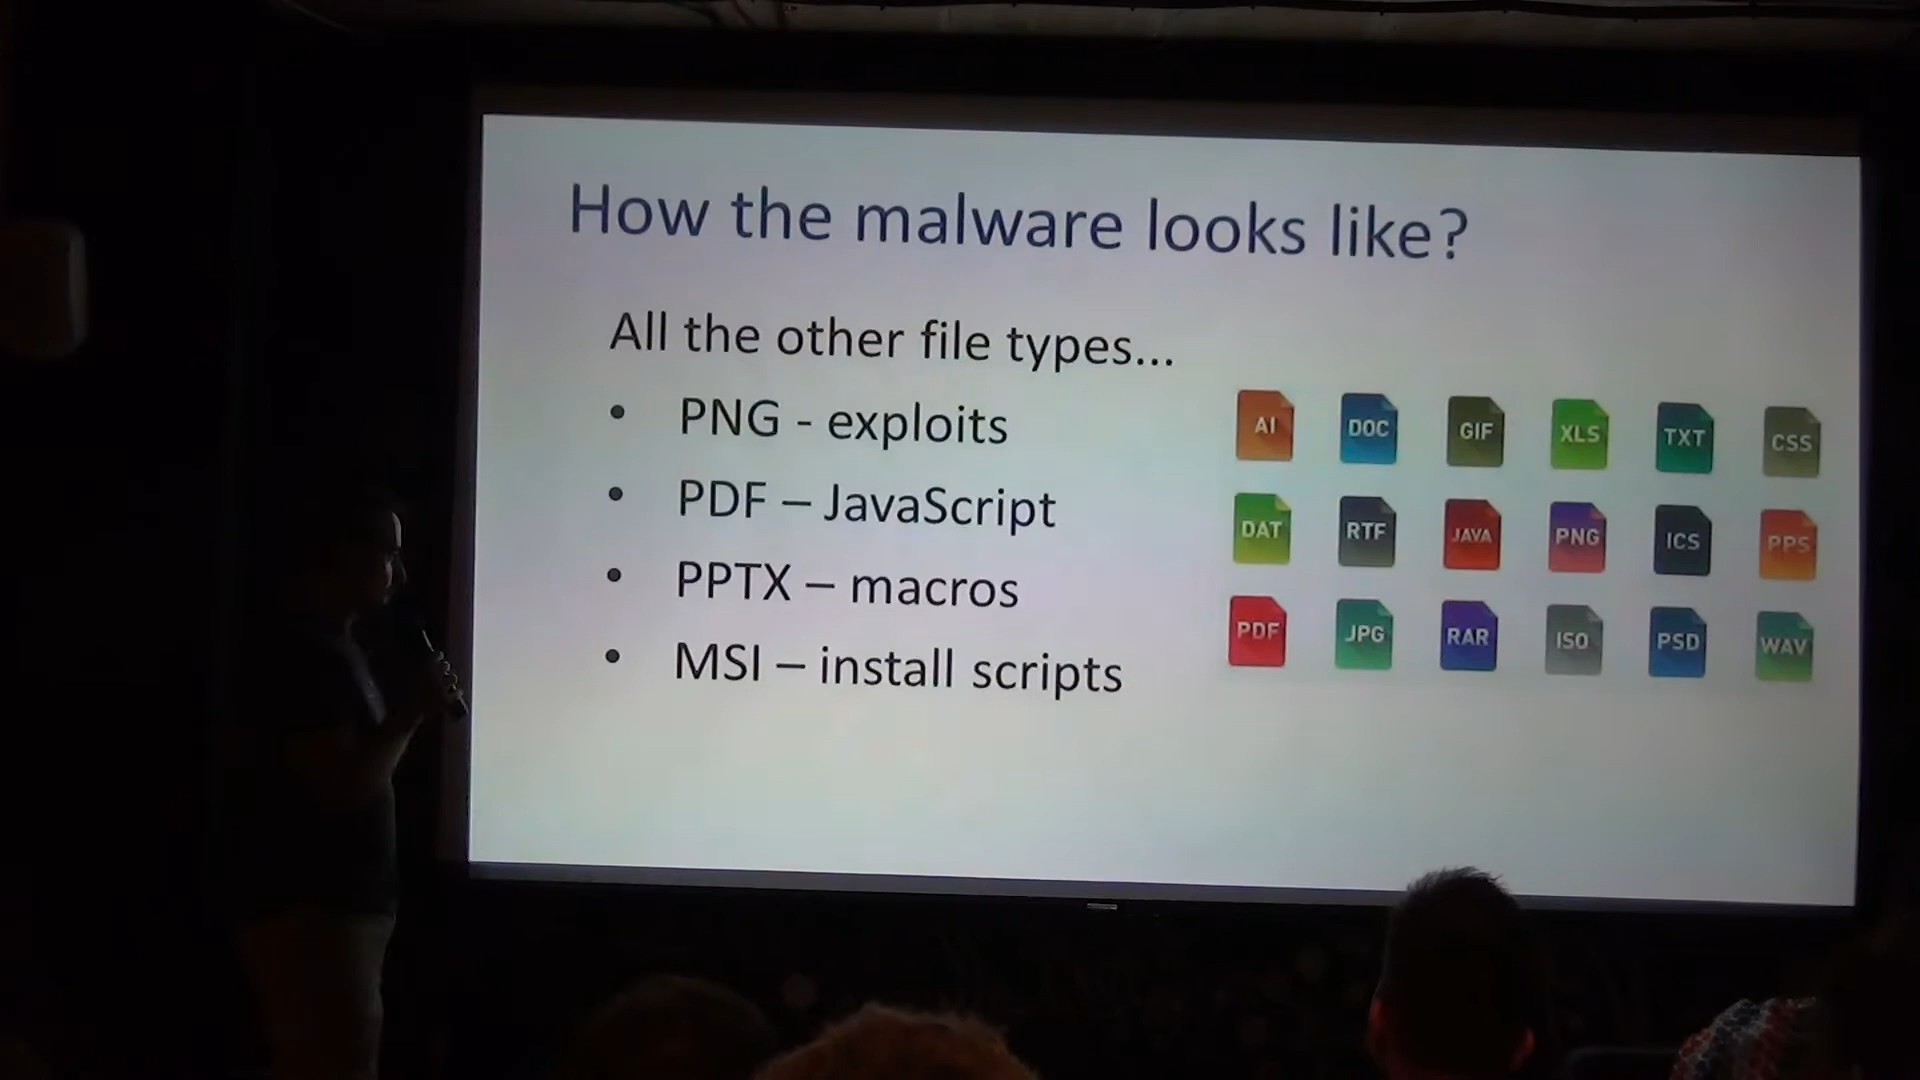 How the malware looks like?
All the other file types...
• PNG - exploits
• PDF – JavaScript
• PPTX – macros
• MSI – install scripts
AI DOC GIF XLS TXT CSS
DAT RTF JAVA PNG ICS PPS
PDF JPG RAR ISO PSD WAV